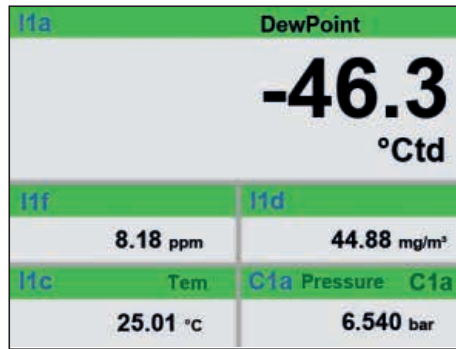 I1a DewPoint
-46.3
°Ctd
I1f I1d
8.18 ppm 44.88 mg/m³
I1c Tem C1a Pressure C1a
25.01 °C 6.540 bar